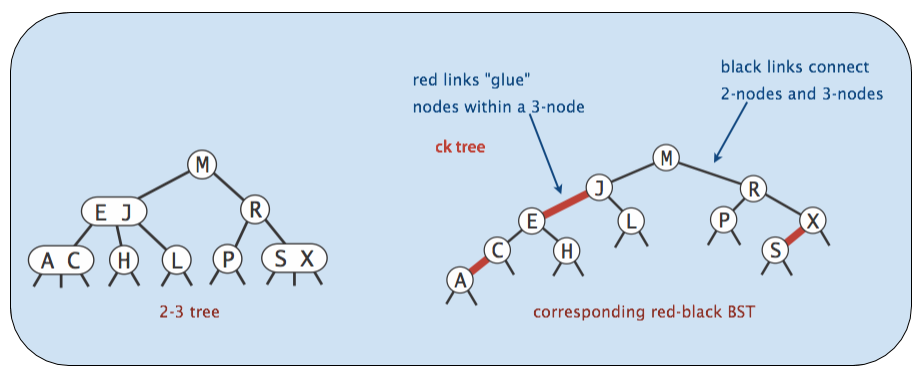 red links "glue"
nodes within a 3-node
black links connect
2-nodes and 3-nodes
ck tree
M
E J
R
A C
H
L
P
S X
2-3 tree
M
J
R
E
L
P
X
C
H
S
A
corresponding red-black BST